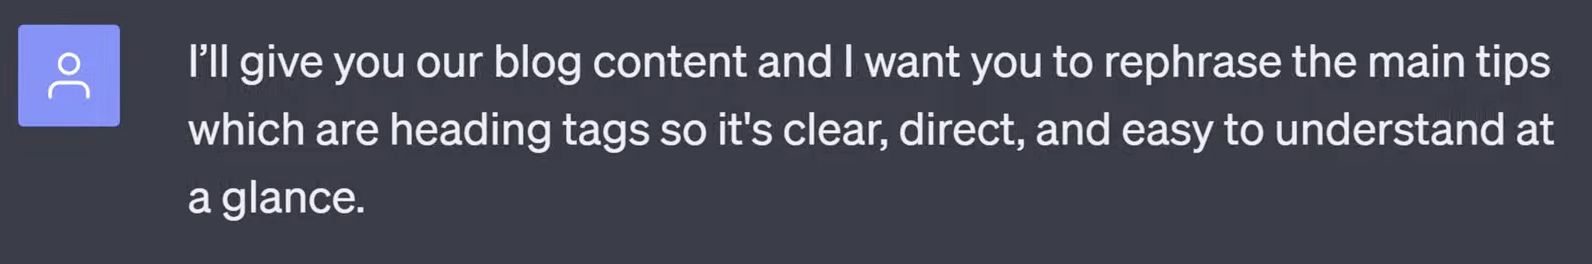 I’ll give you our blog content and I want you to rephrase the main tips
which are heading tags so it's clear, direct, and easy to understand at
a glance.